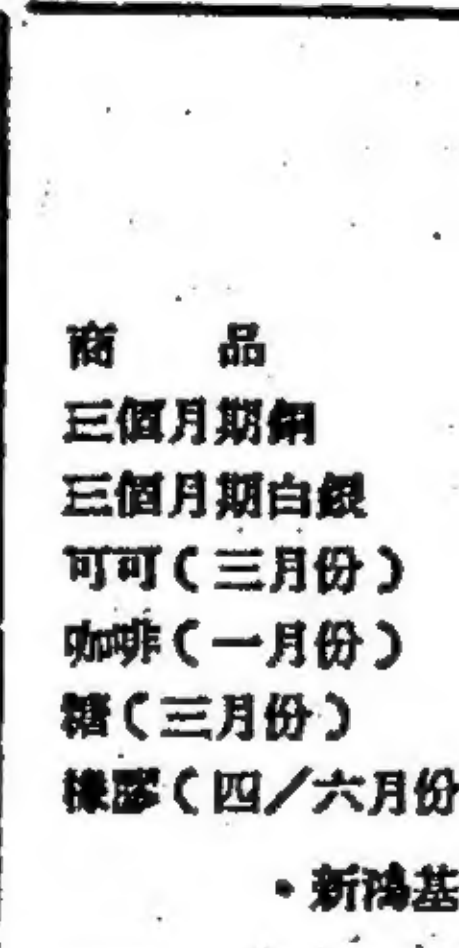 商　　品
三個月期銅
三個月期白銀
可可（三月份）
咖啡（一月份）
糖（三月份）
橡膠（四／六月份
•新鴻基